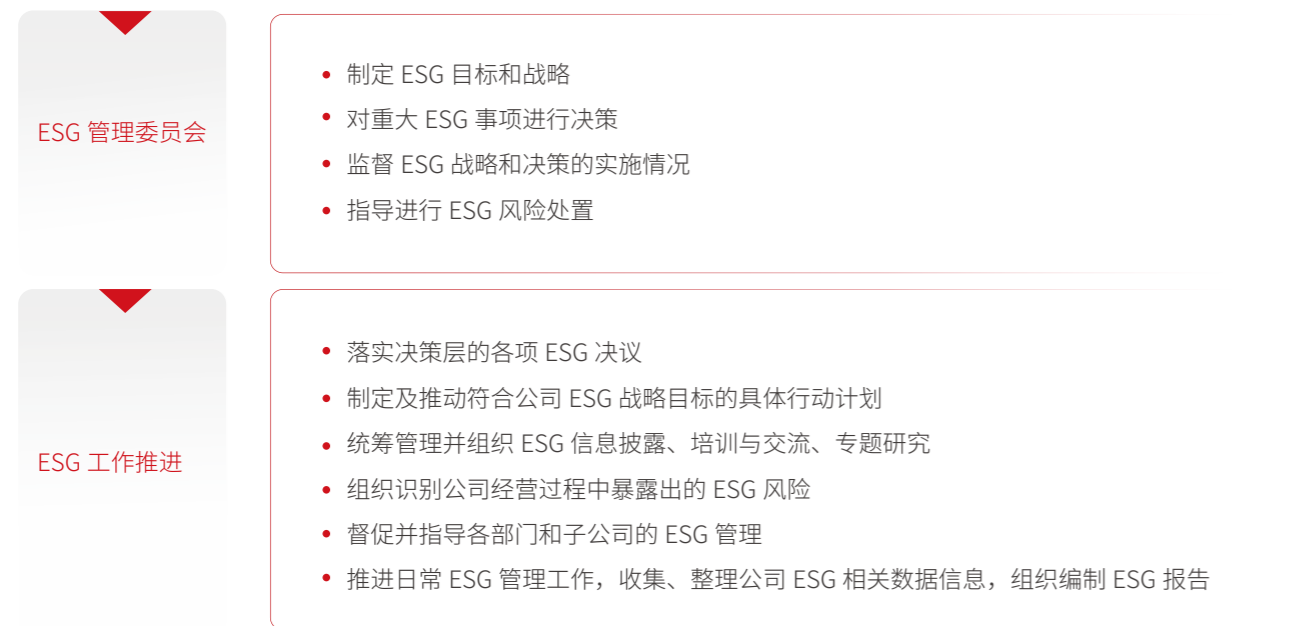 ESG 管理委员会
制定 ESG 目标和战略
对重大 ESG 事项进行决策
监督 ESG 战略和决策的实施情况
指导进行 ESG 风险处置
ESG 工作推进
落实决策层的各项 ESG 决议
制定及推动符合公司 ESG 战略目标的具体行动计划
统筹管理并组织 ESG 信息披露、培训与交流、专题研究
组织识别公司经营过程中暴露出的 ESG 风险
督促并指导各部门和子公司的 ESG 管理
推进日常 ESG 管理工作，收集、整理公司 ESG 相关数据信息，组织编制 ESG 报告